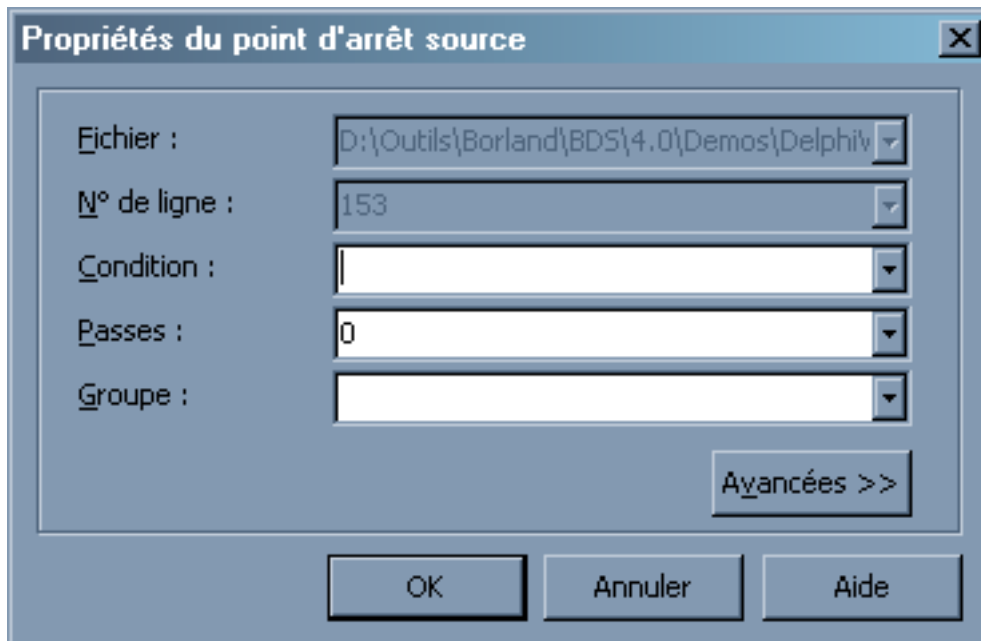 Propriétés du point d'arrêt source
Fichier : D:\Outils\Borland\BDS\4.0\Demos\Delphi\
N° de ligne : 153
Condition :
Passes : 0
Groupe :
Avancées >>
OK Annuler Aide